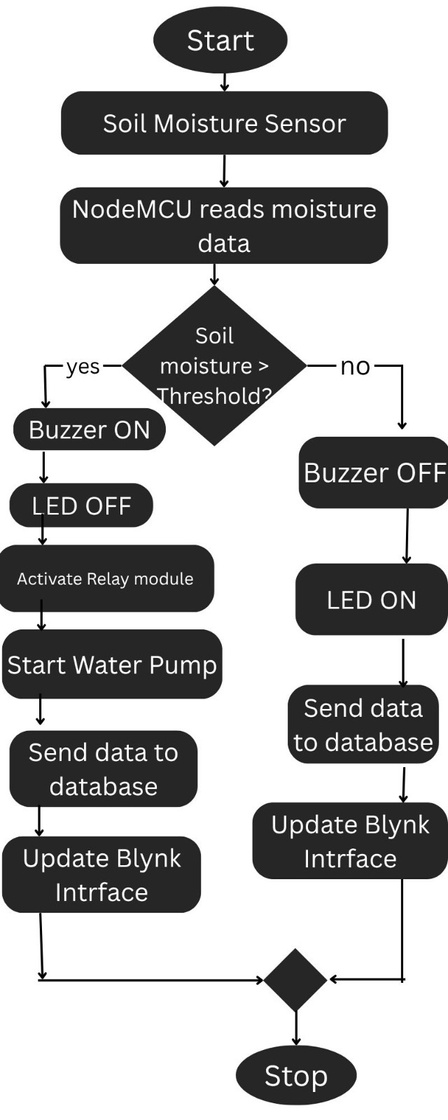 Start
Soil Moisture Sensor
NodeMCU reads moisture
data
Soil
moisture >
Threshold?
yes
no
Buzzer ON
LED OFF
Activate Relay module
Start Water Pump
Send data to
database
Update Blynk
Intrface
Buzzer OFF
LED ON
Send data
to database
Update Blynk
Intrface
Stop